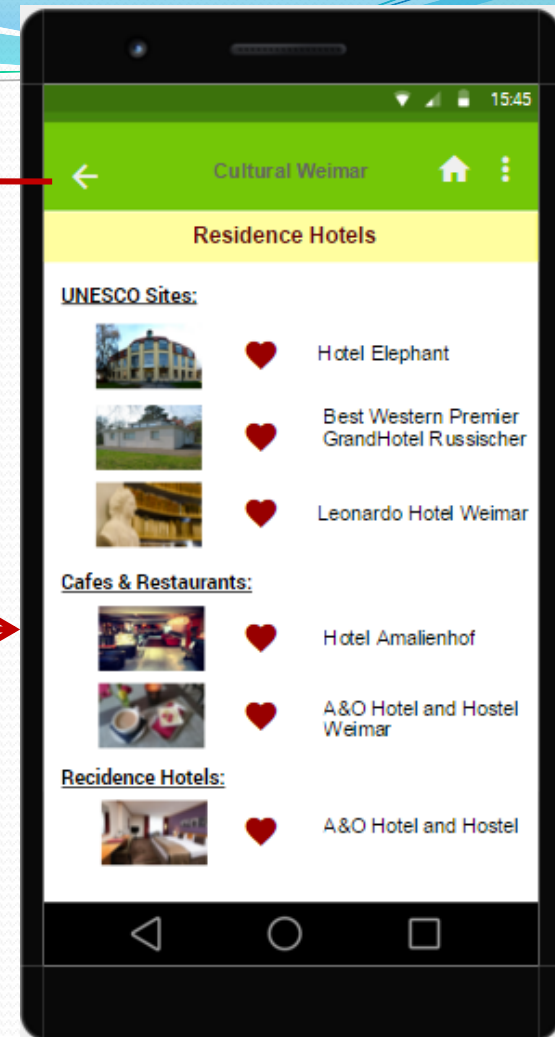 15:45
Cultural Weimar
Residence Hotels
UNESCO Sites:
Hotel Elephant
Best Western Premier
GrandHotel Russischer
Leonardo Hotel Weimar
Cafes & Restaurants:
Hotel Amalienhof
A&O Hotel and Hostel
Weimar
Recidence Hotels:
A&O Hotel and Hostel